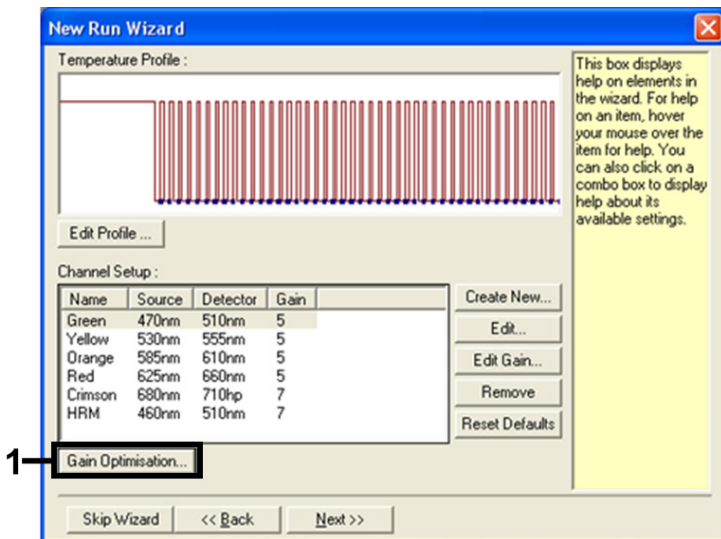 New Run Wizard
Temperature Profile :
This box displays
help on elements in
the wizard. For help
on an item, hover
your mouse over the
item for help. You
can also click on a
combo box to display
help about its
available settings.
Edit Profile ...
Channel Setup :
Name Source Detector Gain
Green 470nm 510nm 5
Yellow 530nm 555nm 5
Orange 585nm 610nm 5
Red 625nm 660nm 5
Crimson 680nm 710hp 7
HRM 460nm 510nm 7
Create New...
Edit...
Edit Gain...
Remove
Reset Defaults
1
Gain Optimisation...
Skip Wizard << Back Next >>